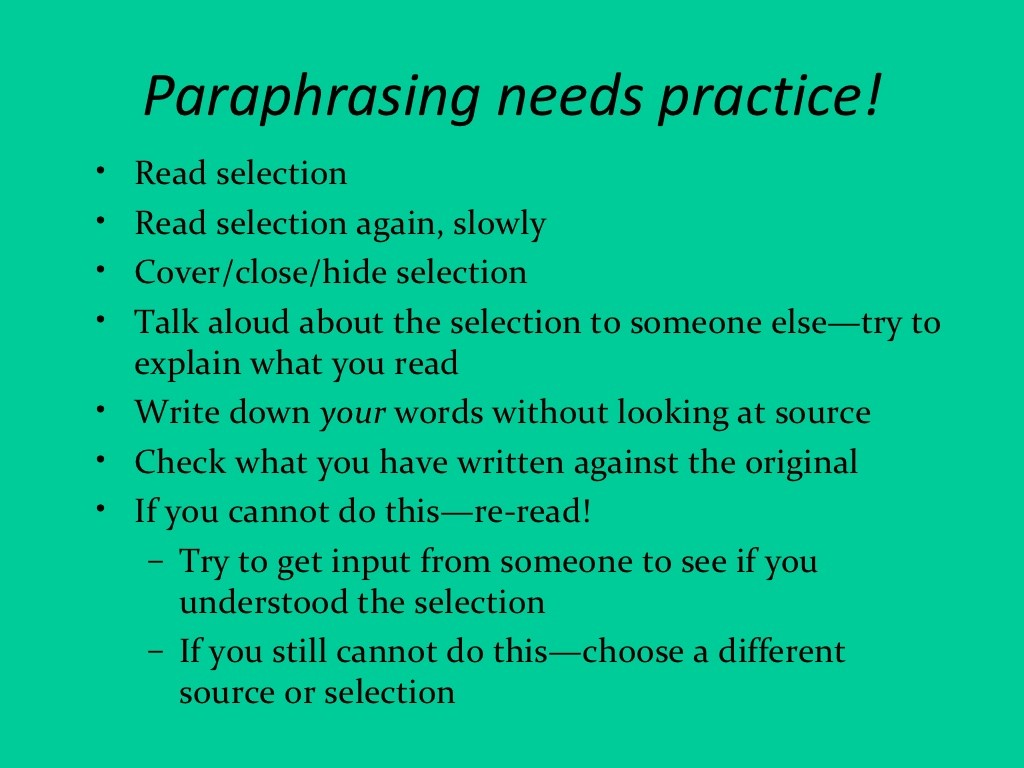 Paraphrasing needs practice!
• Read selection
• Read selection again, slowly
• Cover/close/hide selection
• Talk aloud about the selection to someone else—try to
explain what you read
• Write down your words without looking at source
• Check what you have written against the original
• If you cannot do this—re-read!
– Try to get input from someone to see if you
understood the selection
– If you still cannot do this—choose a different
source or selection